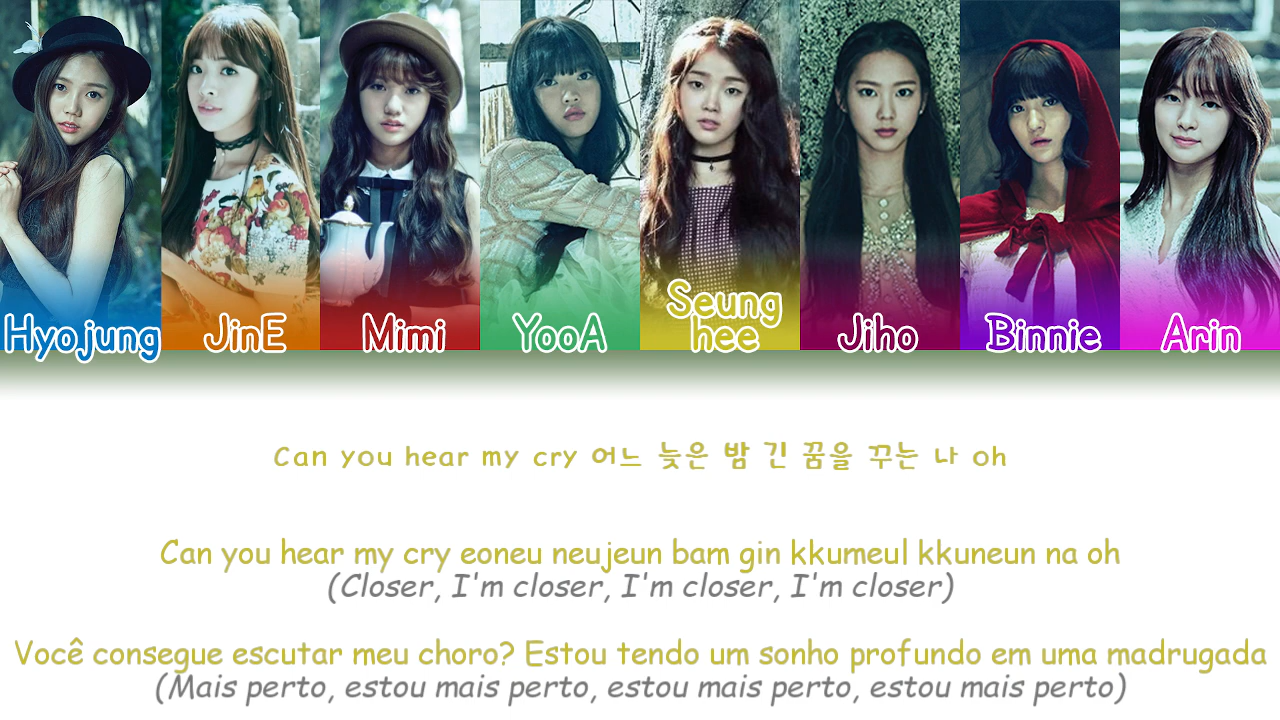 Hyojung JinE Mimi YooA Seung hee Jiho Binnie Arin
Can you hear my cry 어느 늦은 밤 긴 꿈을 꾸는 나 oh
Can you hear my cry eoneu neujeun bam gin kkumeul kkuneun na oh
(Closer, I'm closer, I'm closer, I'm closer)
Você consegue escutar meu choro? Estou tendo um sonho profundo em uma madrugada
(Mais perto, estou mais perto, estou mais perto, estou mais perto)